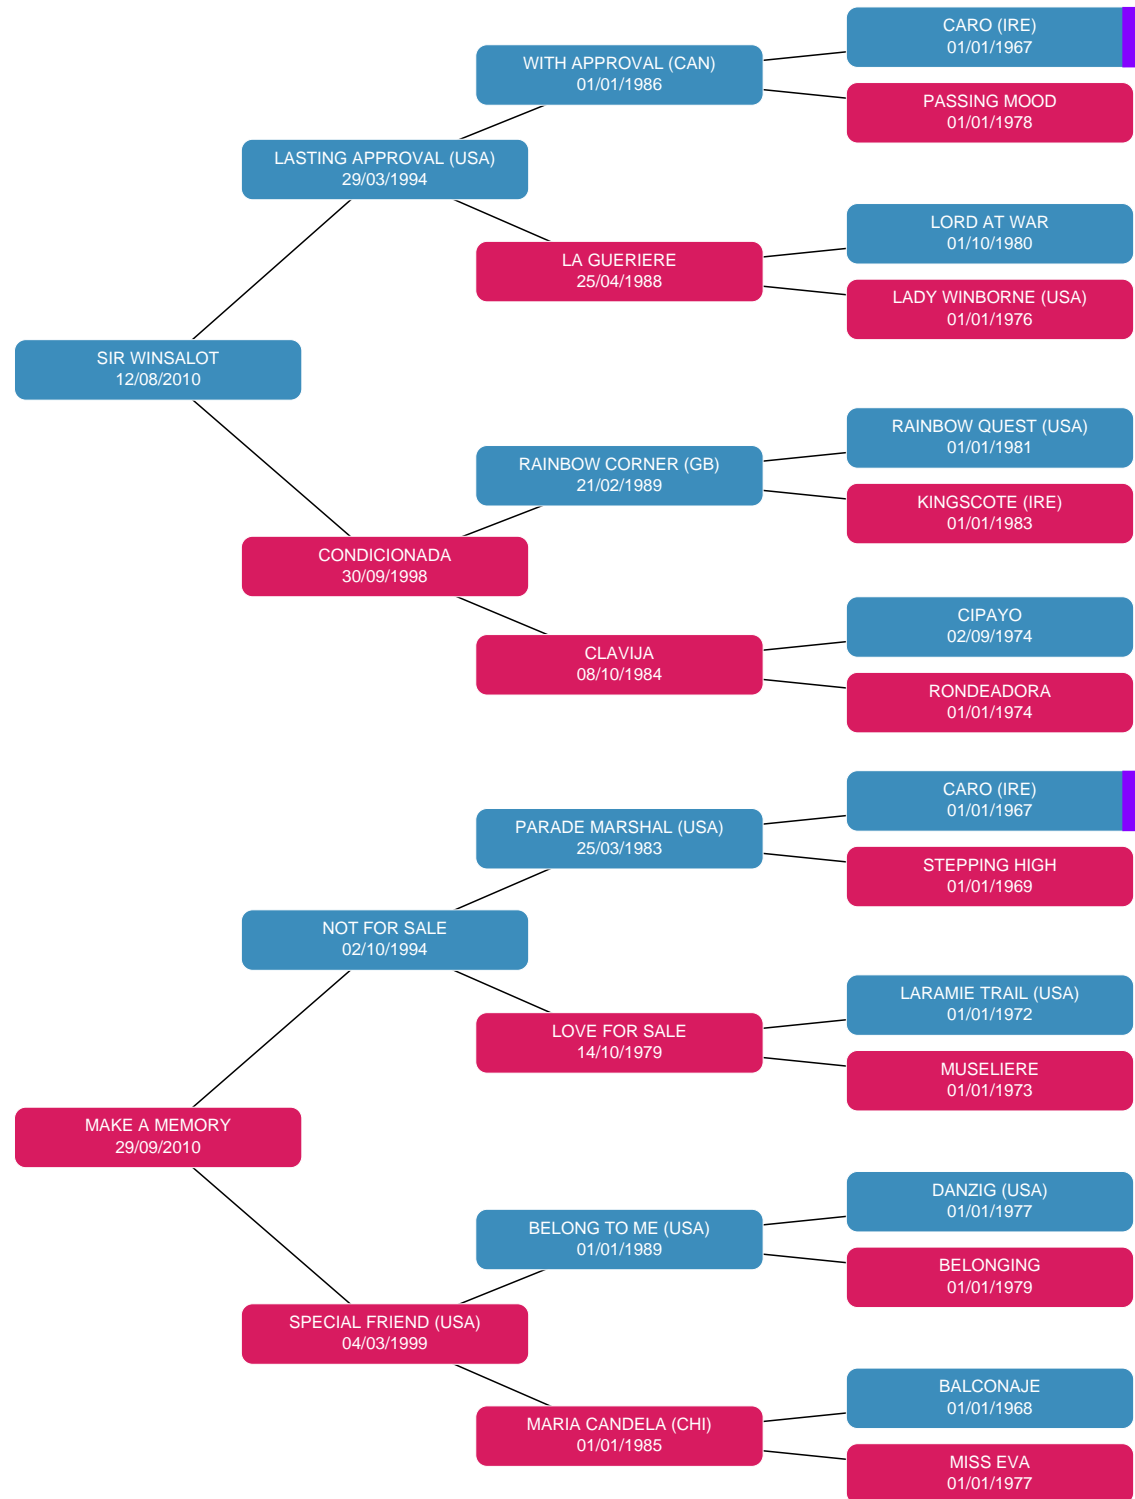 CARO (IRE)
01/01/1967
WITH APPROVAL (CAN)
01/01/1986
PASSING MOOD
01/01/1978
LASTING APPROVAL (USA)
29/03/1994
LORD AT WAR
01/10/1980
LA GUERIERE
25/04/1988
LADY WINBORNE (USA)
01/01/1976
SIR WINSALOT
12/08/2010
RAINBOW QUEST (USA)
01/01/1981
RAINBOW CORNER (GB)
21/02/1989
KINGSCOTE (IRE)
01/01/1983
CONDICIONADA
30/09/1998
CIPAYO
02/09/1974
CLAVIJA
08/10/1984
RONDEADORA
01/01/1974
CARO (IRE)
01/01/1967
PARADE MARSHAL (USA)
25/03/1983
STEPPING HIGH
01/01/1969
NOT FOR SALE
02/10/1994
LARAMIE TRAIL (USA)
01/01/1972
LOVE FOR SALE
14/10/1979
MUSELIERE
01/01/1973
MAKE A MEMORY
29/09/2010
DANZIG (USA)
01/01/1977
BELONG TO ME (USA)
01/01/1989
BELONGING
01/01/1979
SPECIAL FRIEND (USA)
04/03/1999
BALCONAJE
01/01/1968
MARIA CANDELA (CHI)
01/01/1985
MISS EVA
01/01/1977